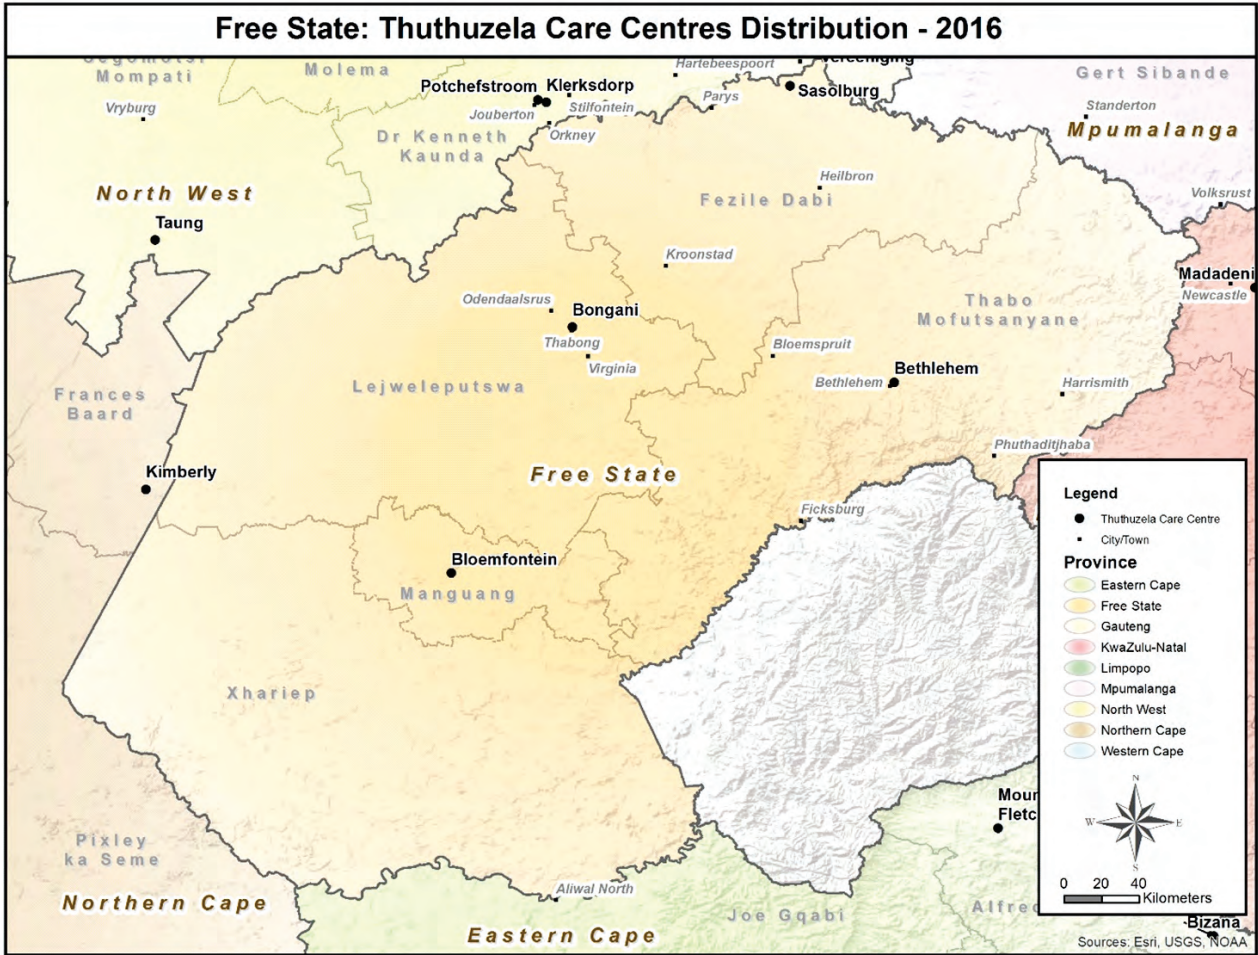 Free State: Thuthuzela Care Centres Distribution - 2016
Mompati
Molema
Hartebeespoort
Gert Sibande
Vryburg
Potchefstroom
Klerksdorp
Sasolburg
Jouberton
Stilfontein
Parys
Standerton
Mpumalanga
Dr Kenneth
Kaunda
Orkney
North West
Heilbron
Fezile Dabi
Volksrust
Taung
Kroonstad
Madadeni
Newcastle
Odendaalsrus
Bongani
Thabong
Virginia
Thabo
Mofutsanyane
Bloemspruit
Bethlehem
Bethlehem
Harrismith
Lejweleputswa
Frances
Baard
Phuthaditjhaba
Kimberly
Free State
Ficksburg
Bloemfontein
Manguang
Xhariep
Pixley
ka Seme
Northern Cape
Aliwal North
Eastern Cape
Joe Gqabi
Legend
Thuthuzela Care Centre
City/Town
Province
Eastern Cape
Free State
Gauteng
KwaZulu-Natal
Limpopo
Mpumalanga
North West
Northern Cape
Western Cape
N
W E
S
0 20 40
Kilometers
Bizana
Sources: Esri, USGS, NOAA